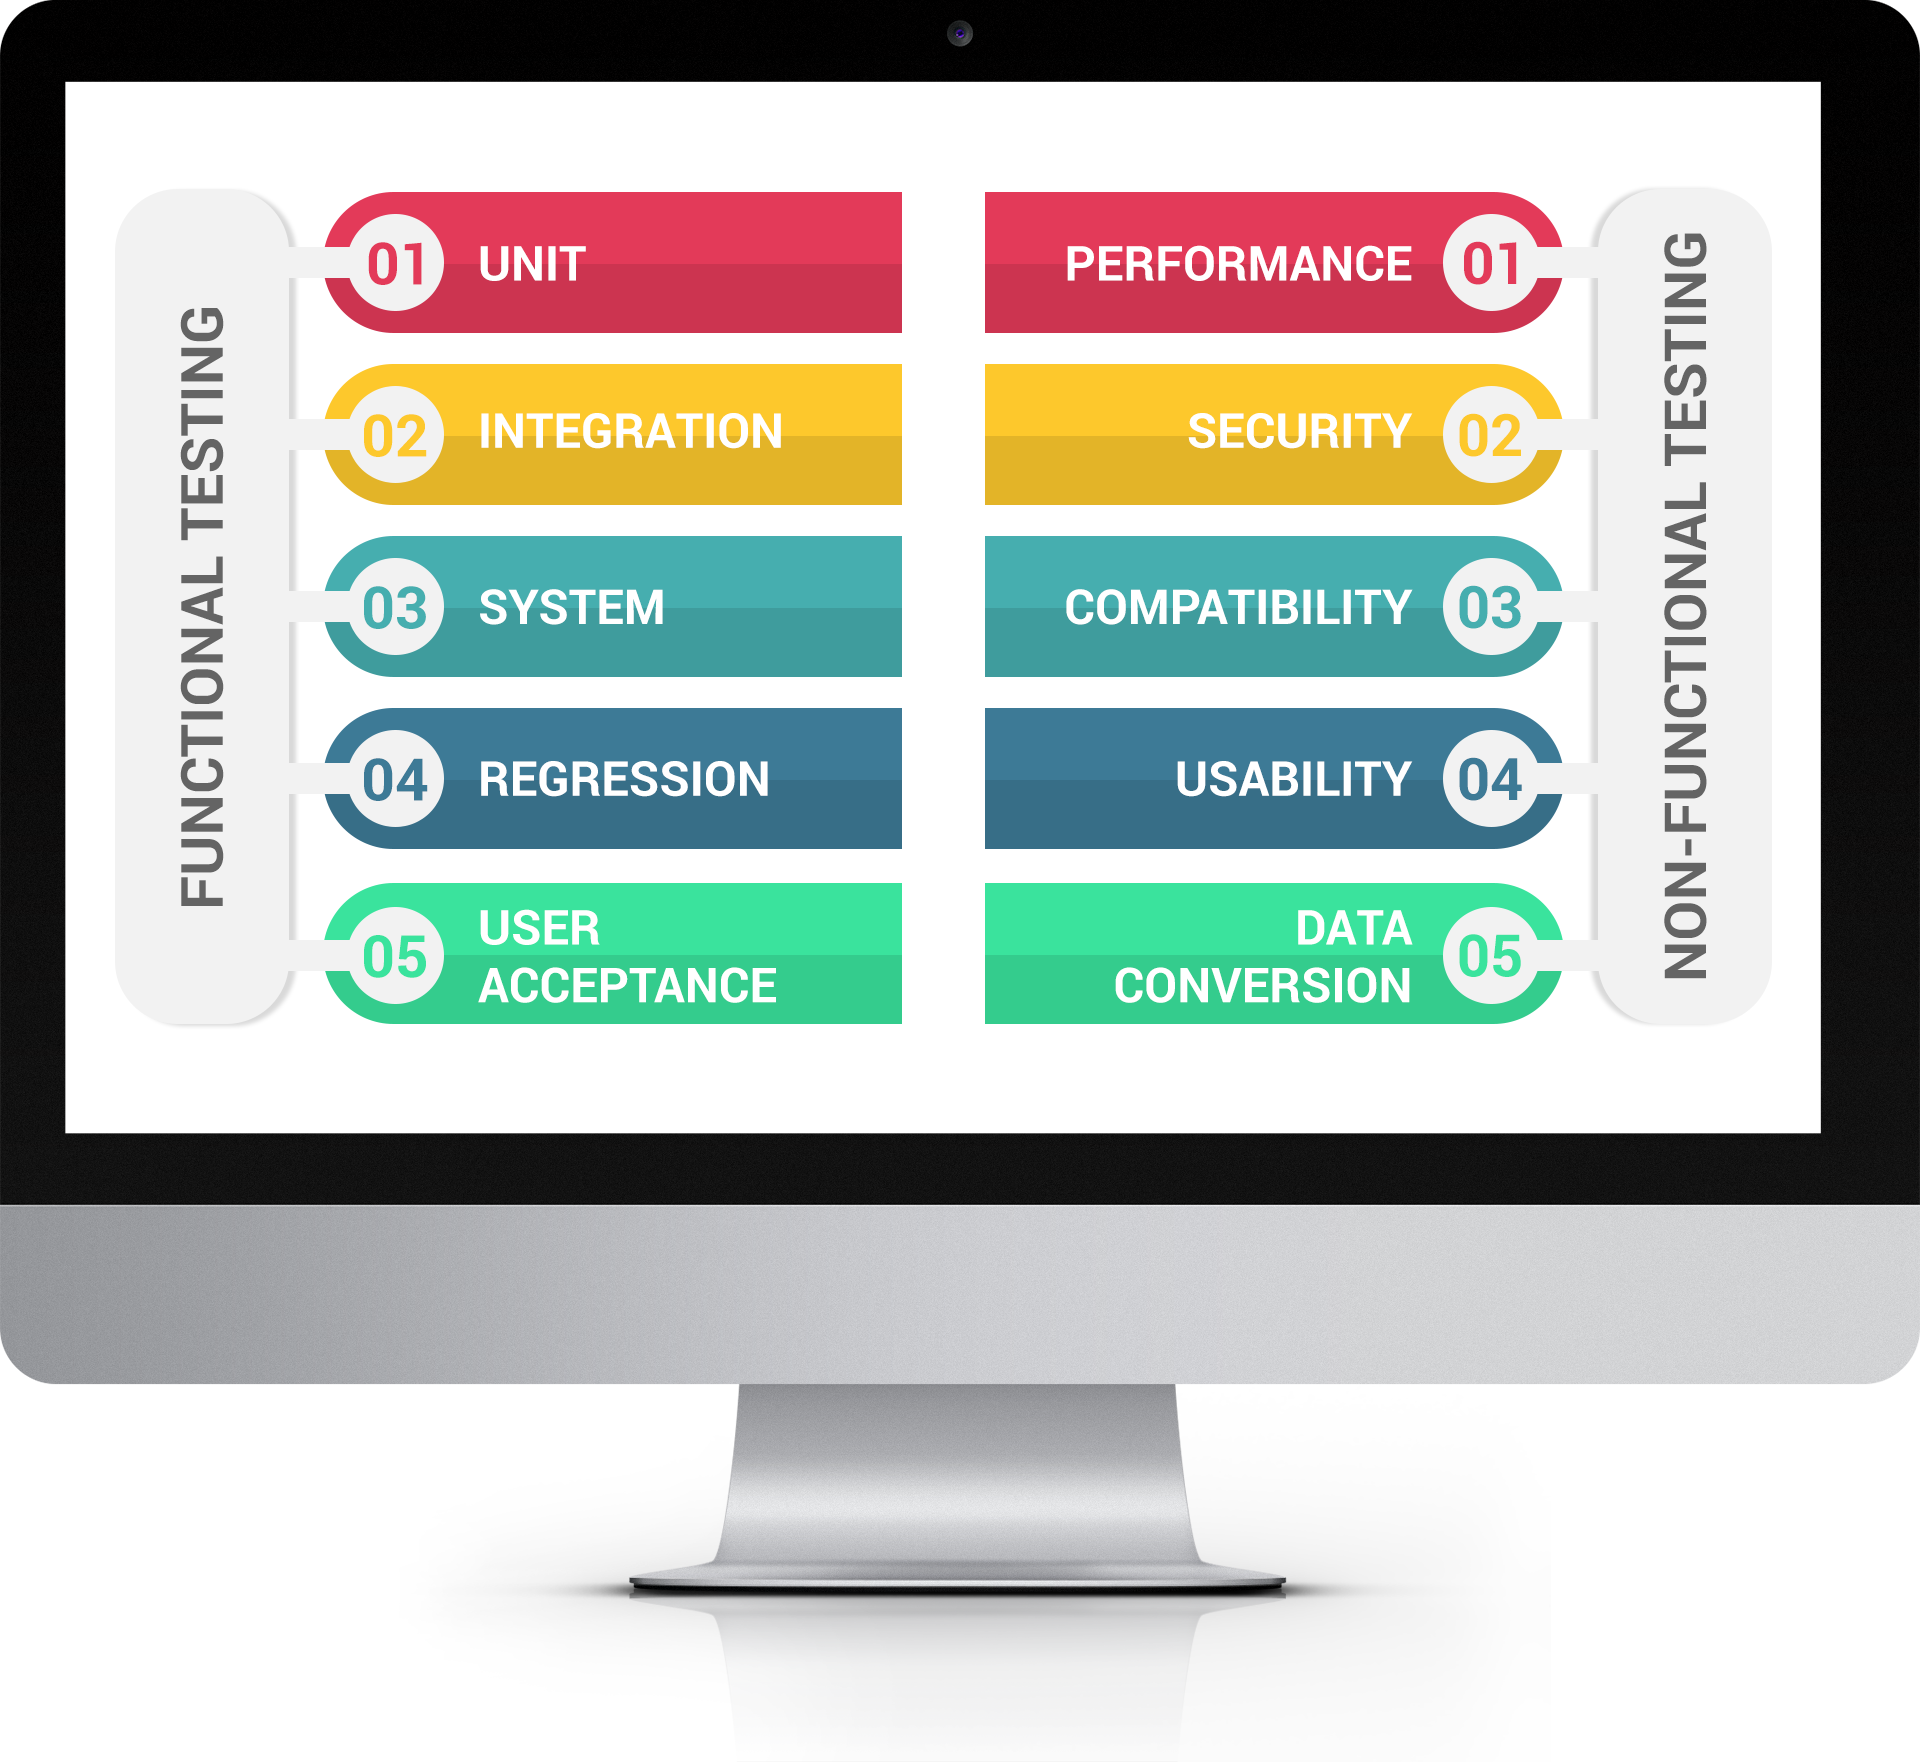 FUNCTIONAL TESTING
01 UNIT
02 INTEGRATION
03 SYSTEM
04 REGRESSION
05 USER
ACCEPTANCE
PERFORMANCE 01
SECURITY 02
COMPATIBILITY 03
USABILITY 04
DATA
CONVERSION 05
NON-FUNCTIONAL TESTING